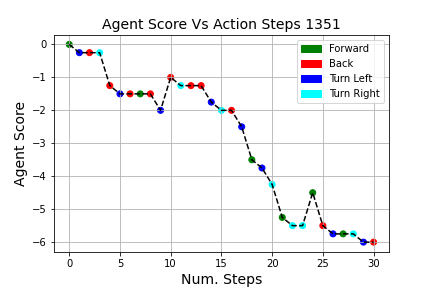 Agent Score Vs Action Steps 1351
Forward
Back
Turn Left
Turn Right
Agent Score
0
−1
−2
−3
−4
−5
−6
0 5 10 15 20 25 30
Num. Steps